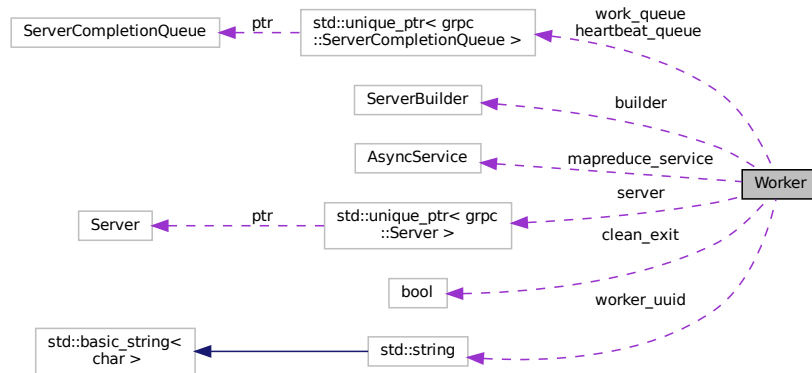 work_queue
heartbeat_queue
ServerCompletionQueue
ptr
std::unique_ptr< grpc
::ServerCompletionQueue >
ServerBuilder
builder
AsyncService
mapreduce_service
Worker
server
Server
ptr
std::unique_ptr< grpc
::Server >
clean_exit
bool
worker_uuid
std::basic_string<
char >
std::string